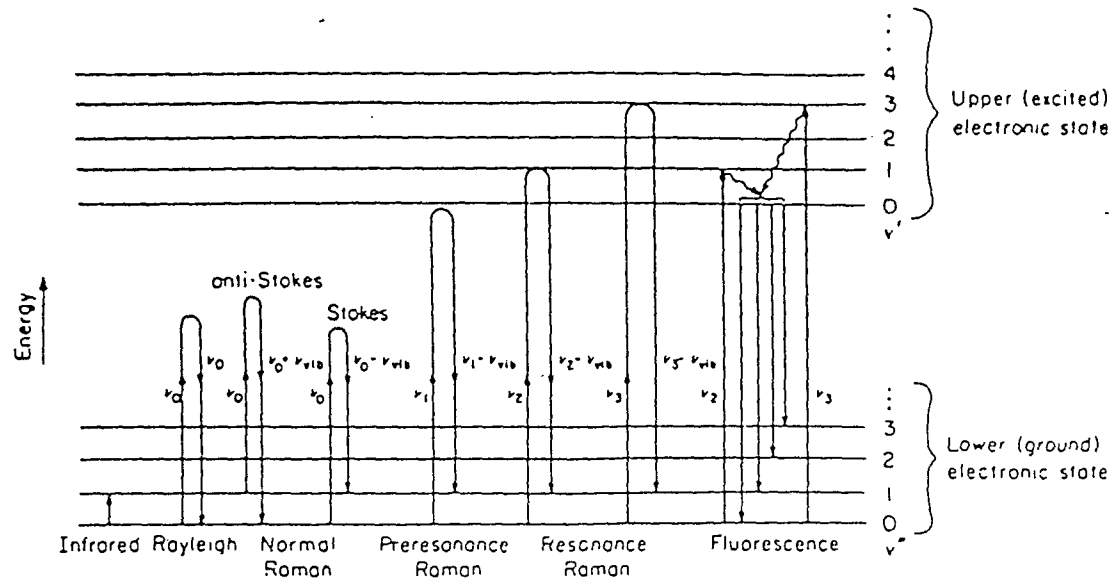 4
3
2
1
0
v'
Upper (excited)
electronic state
Energy
anti-Stokes
Stokes
ν0
ν0
ν0
ν0+νvib
ν0
ν0-νvib
ν1
ν1-νvib
ν2
ν2-νvib
ν3
ν3-νvib
ν2
ν3
3
2
1
0
v"
Lower (ground)
electronic state
Infrared
Rayleigh
Normal
Raman
Preresonance
Raman
Resonance
Raman
Fluorescence